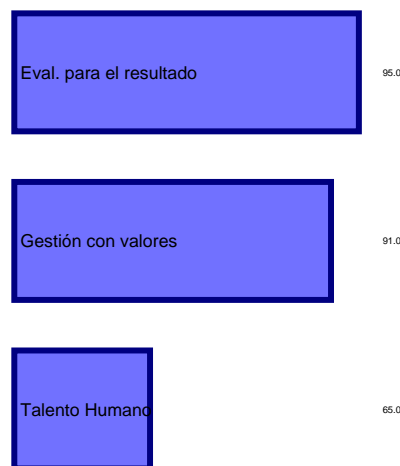 Eval. para el resultado
95.0
Gestión con valores
91.0
Talento Humano
65.0